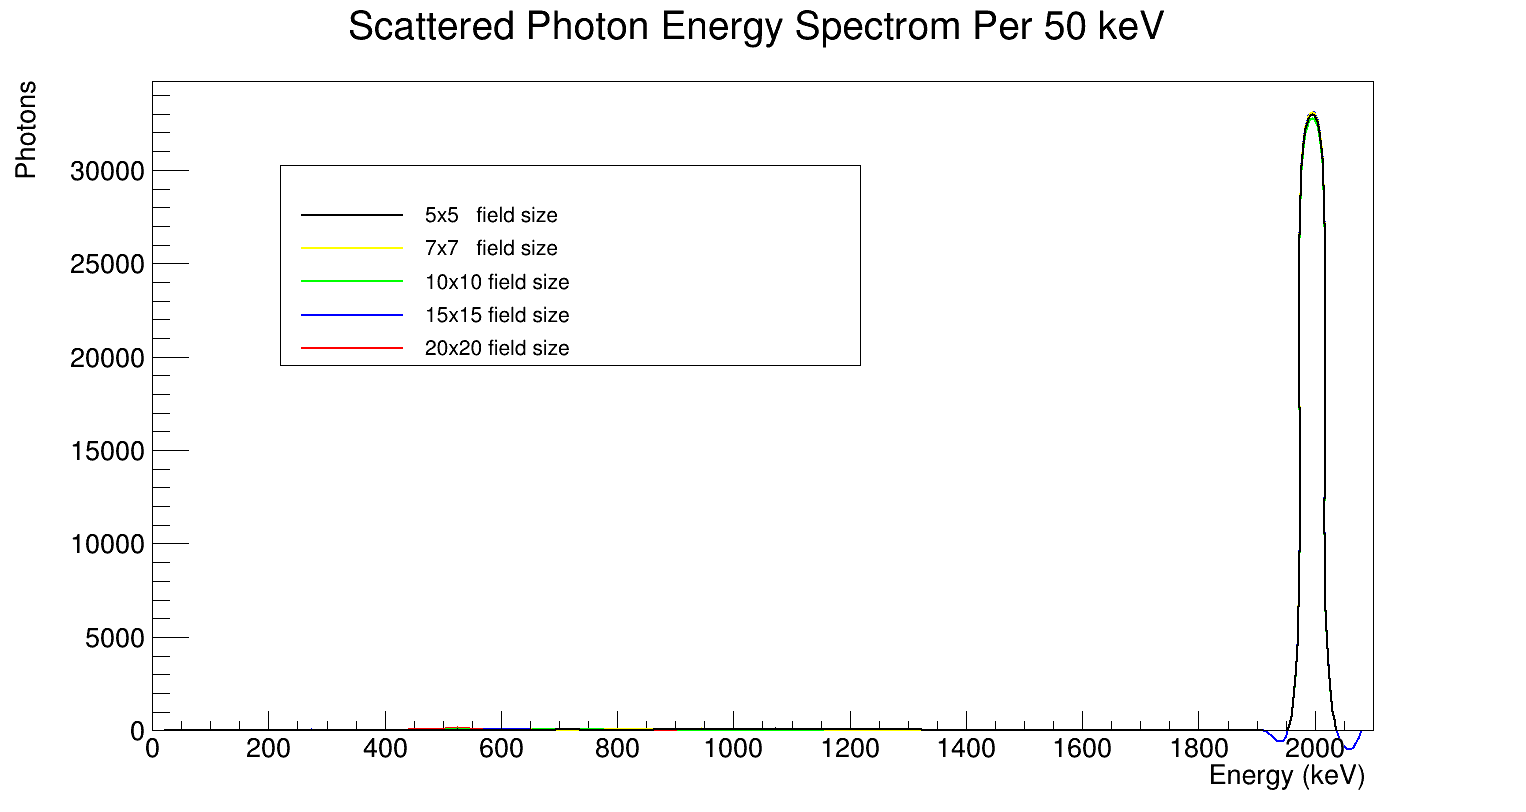 Scattered Photon Energy Spectrom Per 50 keV
Photons
30000
25000
20000
15000
10000
5000
0
5x5 field size
7x7 field size
10x10 field size
15x15 field size
20x20 field size
0 200 400 600 800 1000 1200 1400 1600 1800 2000
Energy (keV)